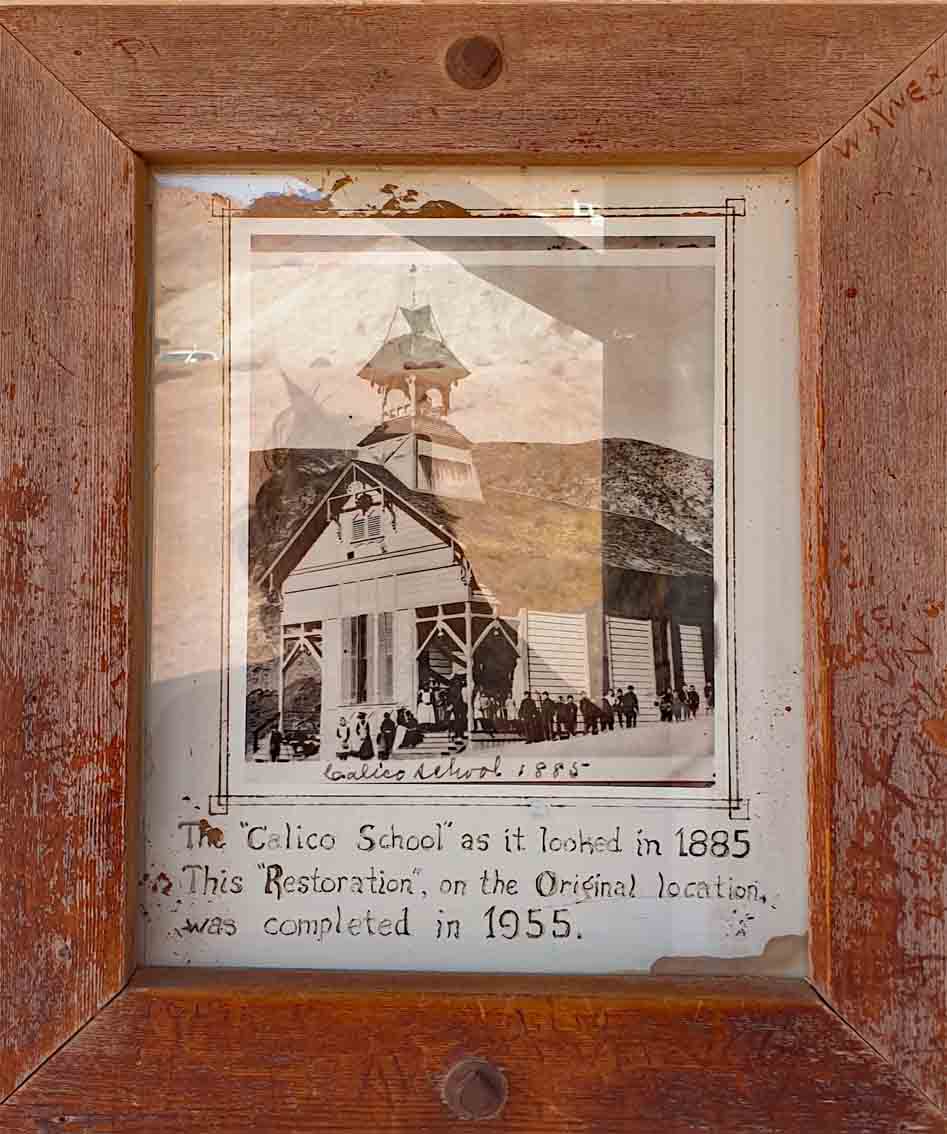 Calico School 1885
The "Calico School" as it looked in 1885
This "Restoration", on the Original location,
was completed in 1955.